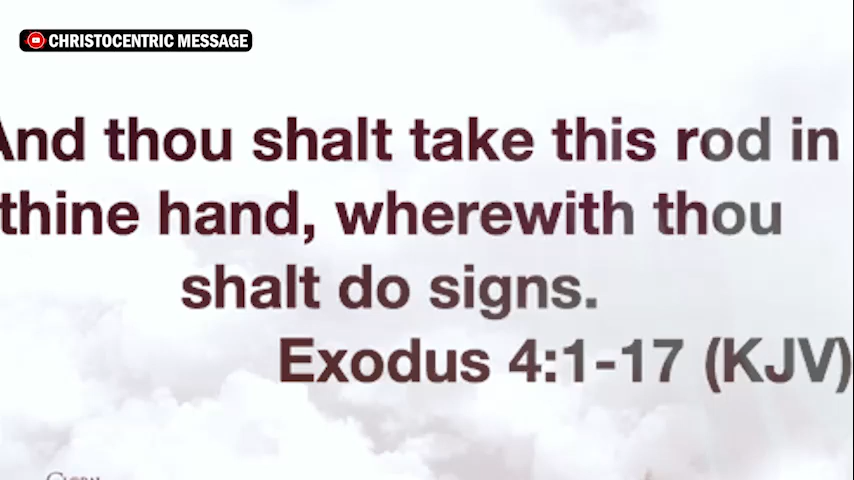 CHRISTOCENTRIC MESSAGE
And thou shalt take this rod in
thine hand, wherewith thou
shalt do signs.
Exodus 4:1-17 (KJV)